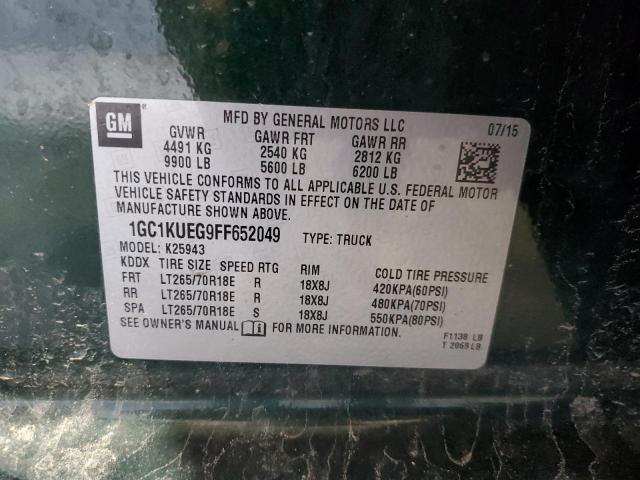 GM
MFD BY GENERAL MOTORS LLC 07/15
GVWR GAWR FRT GAWR RR
4491 KG 2540 KG 2812 KG
9900 LB 5600 LB 6200 LB
THIS VEHICLE CONFORMS TO ALL APPLICABLE U.S. FEDERAL MOTOR
VEHICLE SAFETY STANDARDS IN EFFECT ON THE DATE OF
MANUFACTURE SHOWN ABOVE.
1GC1KUEG9FF652049 TYPE: TRUCK
MODEL: K25943
KDDX TIRE SIZE SPEED RTG RIM COLD TIRE PRESSURE
FRT LT265/70R18E R 18X8J 420KPA(60PSI)
RR LT265/70R18E R 18X8J 480KPA(70PSI)
SPA LT265/70R18E S 18X8J 550KPA(80PSI)
SEE OWNER'S MANUAL FOR MORE INFORMATION. F1138 LB
T 2069 LB